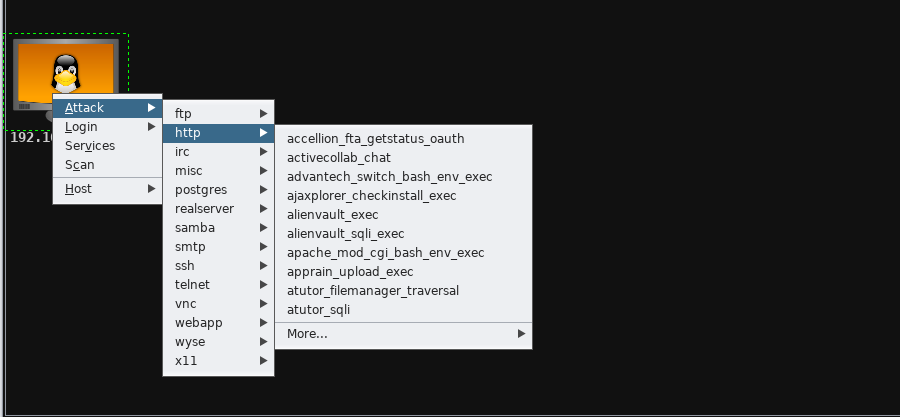 192.1
Attack
Login
Services
Scan
Host
ftp
http
irc
misc
postgres
realserver
samba
smtp
ssh
telnet
vnc
webapp
wyse
x11
accellion_fta_getstatus_oauth
activecollab_chat
advantech_switch_bash_env_exec
ajaxplorer_checkinstall_exec
alienvault_exec
alienvault_sqli_exec
apache_mod_cgi_bash_env_exec
apprain_upload_exec
atutor_filemanager_traversal
atutor_sqli
More...